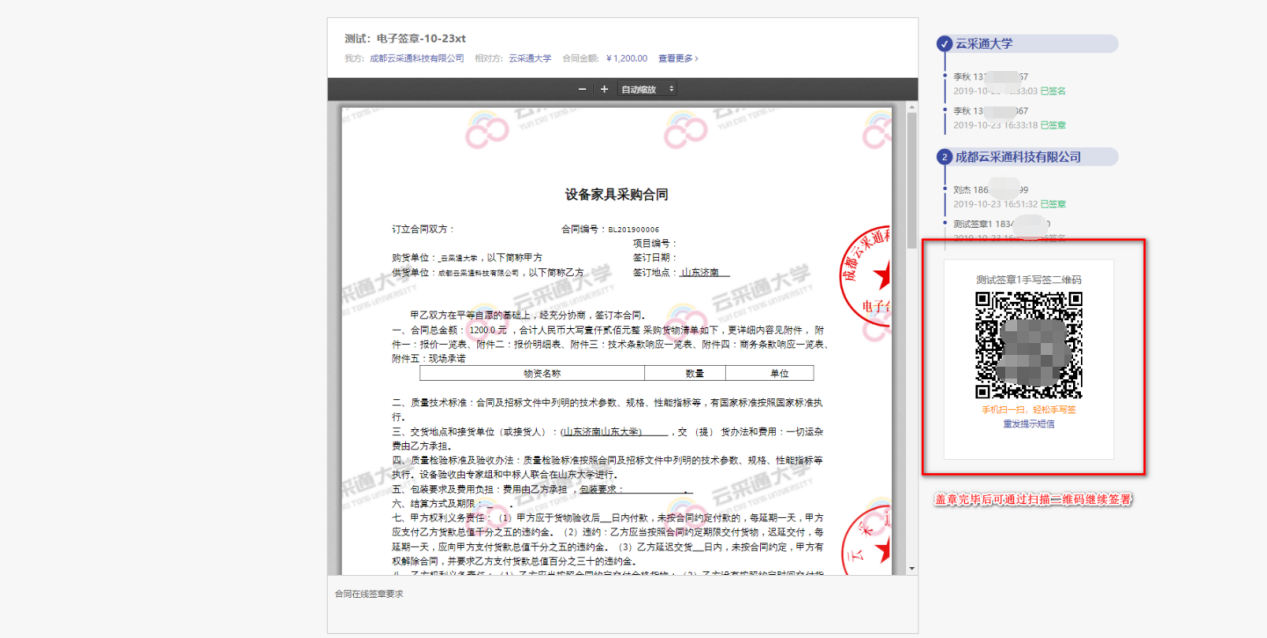 测试：电子签章-10-23xt
我方: 成都云采通科技有限公司 相对方: 云采通大学 合同金额: ¥1,200.00 查看更多 ›
自动缩放
设备家具采购合同
订立合同双方： 合同编号：BL201900006
项目编号：
购货单位：云采通大学，以下简称甲方 签订日期：
供货单位：成都云采通科技有限公司，以下简称乙方 签订地点：山东济南
甲乙双方在平等自愿的基础上，经充分协商，签订本合同。
一、合同总金额： 1200.0 元 ，合计人民币大写壹仟贰佰元整 采购货物清单如下，更详细内容见附件， 附
件一：报价一览表、附件二：报价明细表、附件三：技术条款响应一览表、附件四：商务条款响应一览表、
附件五：现场承诺
物资名称 数量 单位
二、质量技术标准：合同及招标文件中列明的技术参数、规格、性能指标等，有国家标准按照国家标准执
行。
三、交货地点和接货单位（或接货人）：(山东济南山东大学)____，交 （提） 货办法和费用：一切运杂
费由乙方承担。
四、质量检验标准及验收办法：质量检验标准按照合同及招标文件中列明的技术参数、规格、性能指标等
执行。设备验收由专家组和中标人联合在山东大学进行。
五、包装要求及费用负担：费用由乙方承担 ，包装要求：____。
六、结算方式及期限：__ 。
七、甲方权利义务责任：（1）甲方应于货物验收后__日内付款，未按合同约定付款的，每延期一天，甲方
应支付乙方货款总值千分之五的违约金。（2）违约：乙方应当按照合同约定期限交付货物，迟延交付，每
延期一天，应向甲方支付货款总值千分之五的违约金。（3）乙方延迟交货__日内，未按合同约定，甲方有
权解除合同，并要求乙方支付货款总值百分之三十的违约金。
合同在线签章要求
云采通大学
李秋 13
2019-10- :33:03 已签名
李秋 13 367
2019-10-23 16:33:18 已签章
2 成都云采通科技有限公司
刘杰 186 99
2019-10-23 16:51:32 已签章
测试签章1 183
测试签章1手写签二维码
手机扫一扫，轻松手写签
重发提示短信
盖章完毕后可通过扫描二维码继续签署